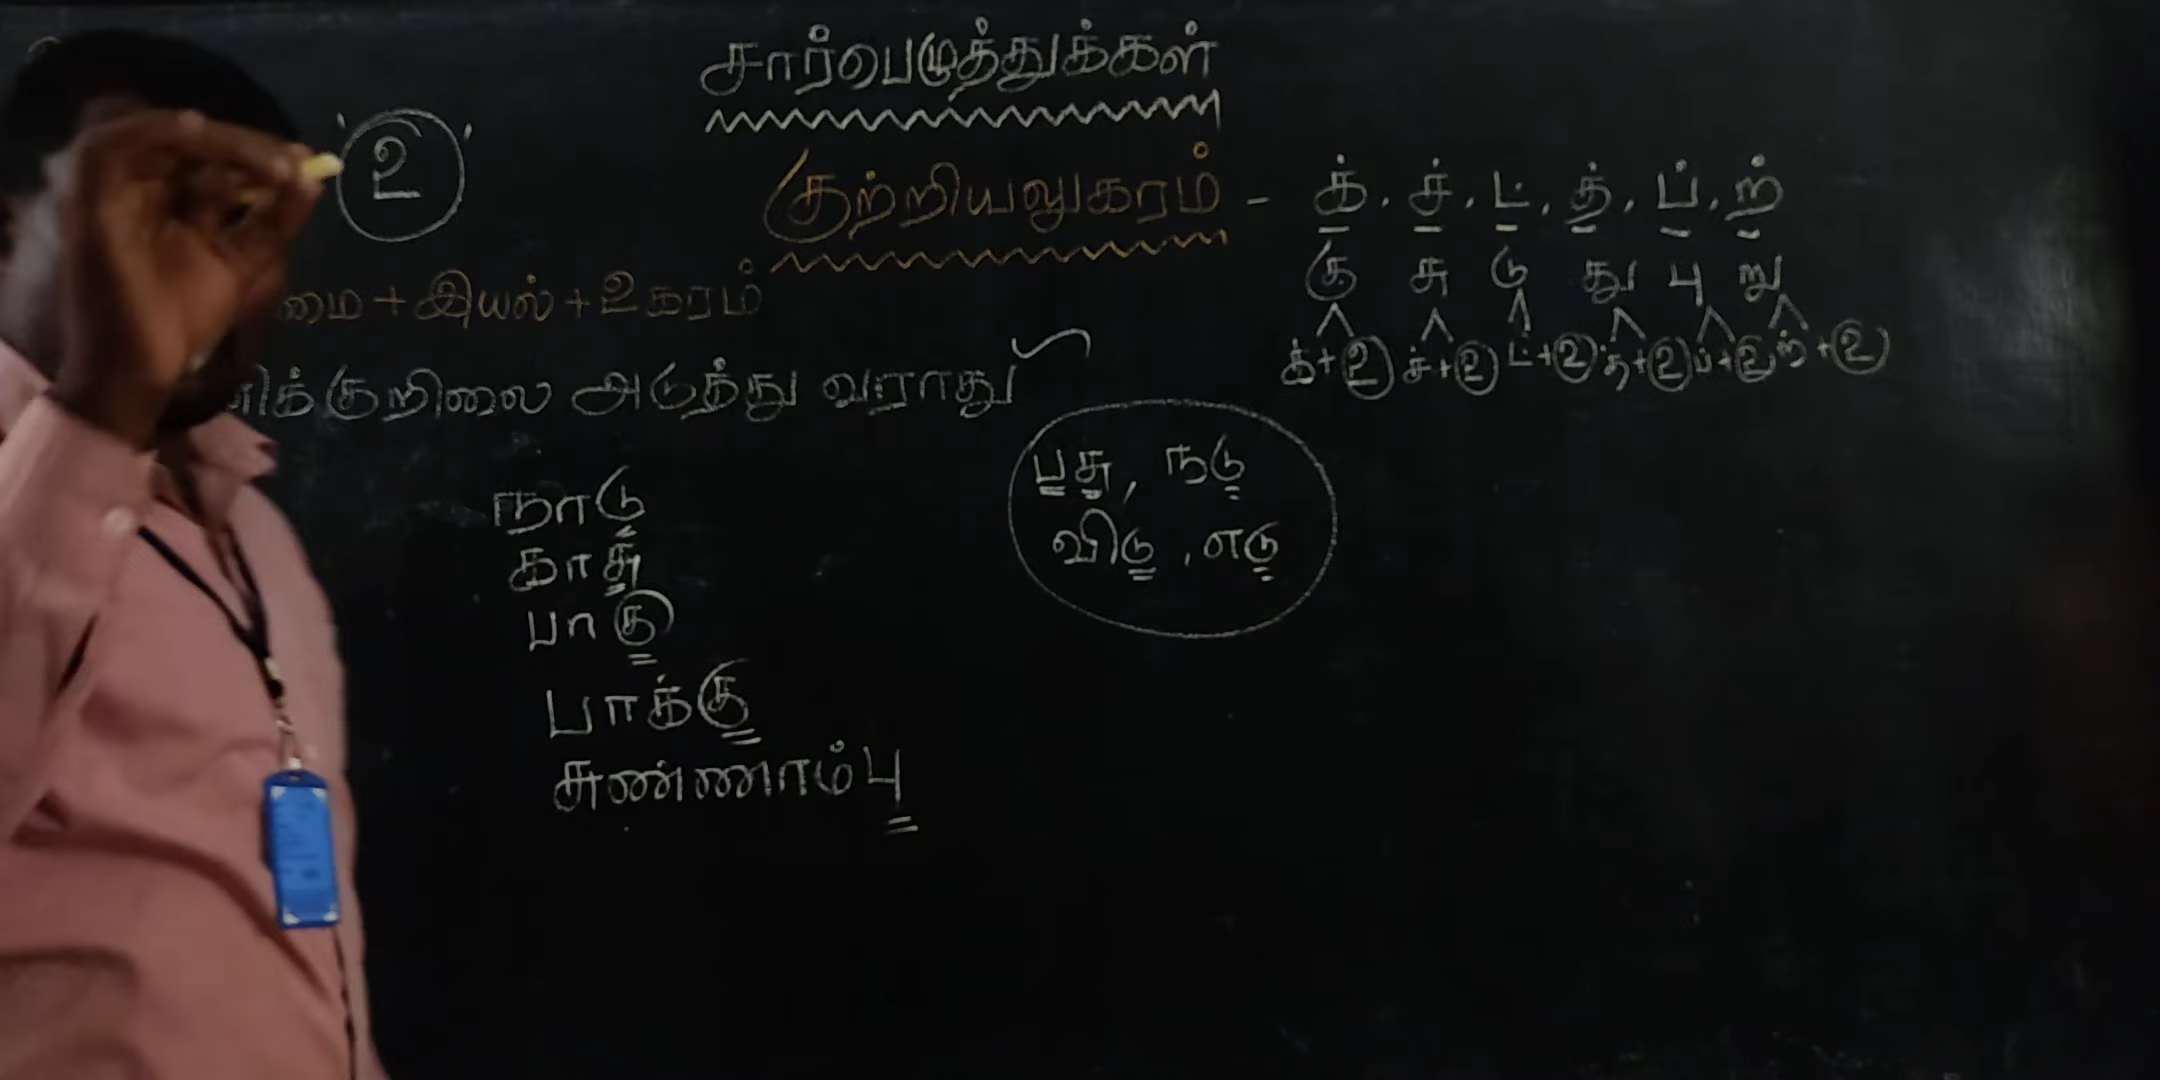 சார்பெழுத்துக்கள்
உ
குற்றியலுகரம் - க், ச், ட், த், ப், ற்
கு சு டு து பு று
மை + இயல் + உகரம்
க்+உ ச்+உ ட்+உ த்+உ ப்+உ ற்+உ
னிக்குறிலை அடுத்து வராது
பசு, நடு
விடு, எடு
நாடு
காசு
பாகு
பாக்கு
சுண்ணாம்பு